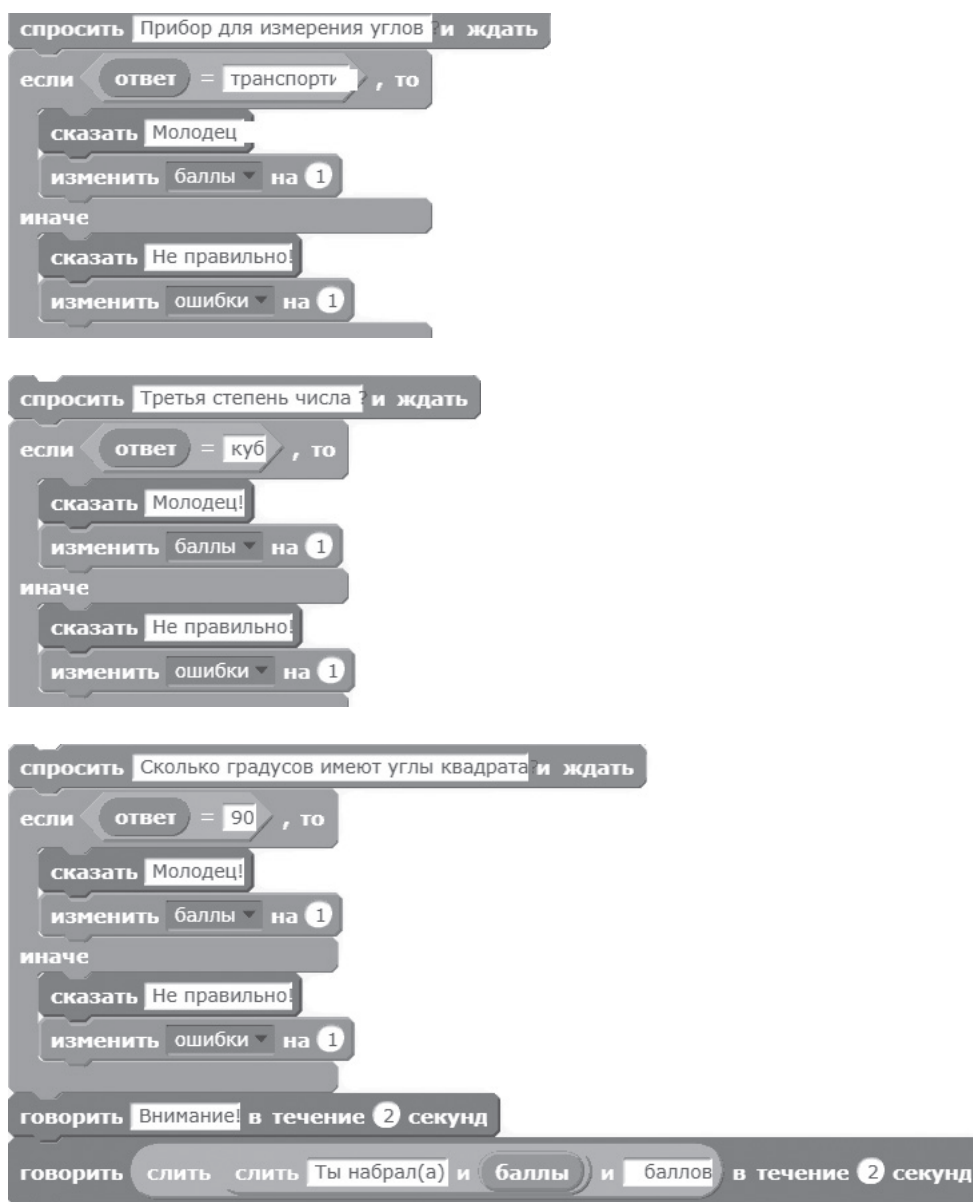 спросить Прибор для измерения углов ? и ждать
если ответ = транспорти , то
сказать Молодец
изменить баллы на 1
иначе
сказать Не правильно!
изменить ошибки на 1
спросить Третья степень числа ? и ждать
если ответ = куб , то
сказать Молодец!
изменить баллы на 1
иначе
сказать Не правильно!
изменить ошибки на 1
спросить Сколько градусов имеют углы квадрата? и ждать
если ответ = 90 , то
сказать Молодец!
изменить баллы на 1
иначе
сказать Не правильно!
изменить ошибки на 1
говорить Внимание! в течение 2 секунд
говорить слить слить Ты набрал(а) и баллы и баллов в течение 2 секунд